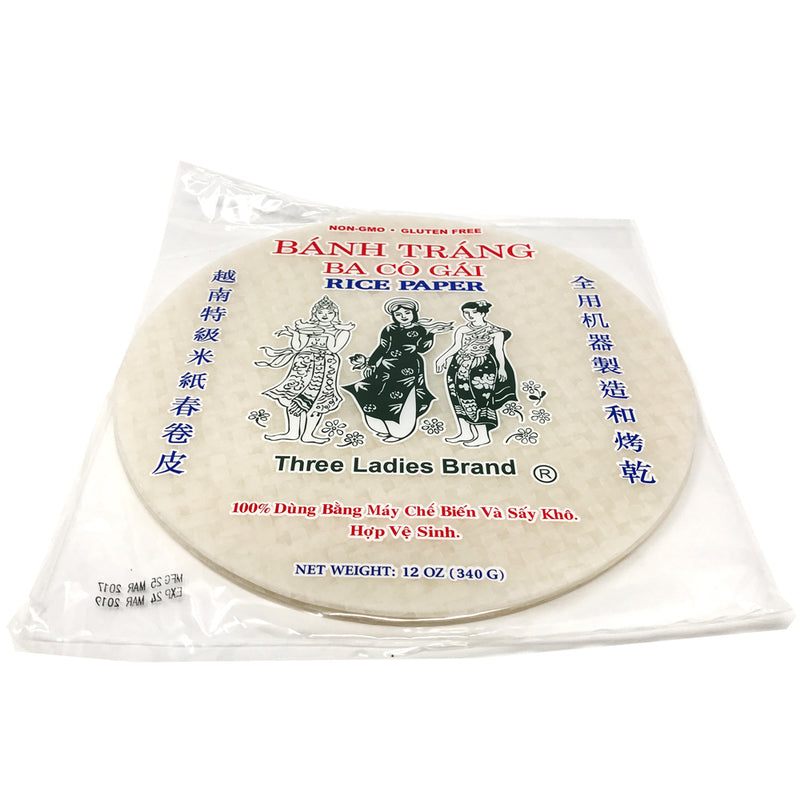 NON-GMO • GLUTEN FREE
BÁNH TRÁNG
BA CÔ GÁI
RICE PAPER
越南特級米紙春卷皮
全用机器製造和烤乾
Three Ladies Brand ®
100% Dùng Bằng Máy Chế Biến Và Sấy Khô.
Hợp Vệ Sinh.
NET WEIGHT: 12 OZ (340 G)
MFG 25 MAR 2017
EXP 24 MAR 2019